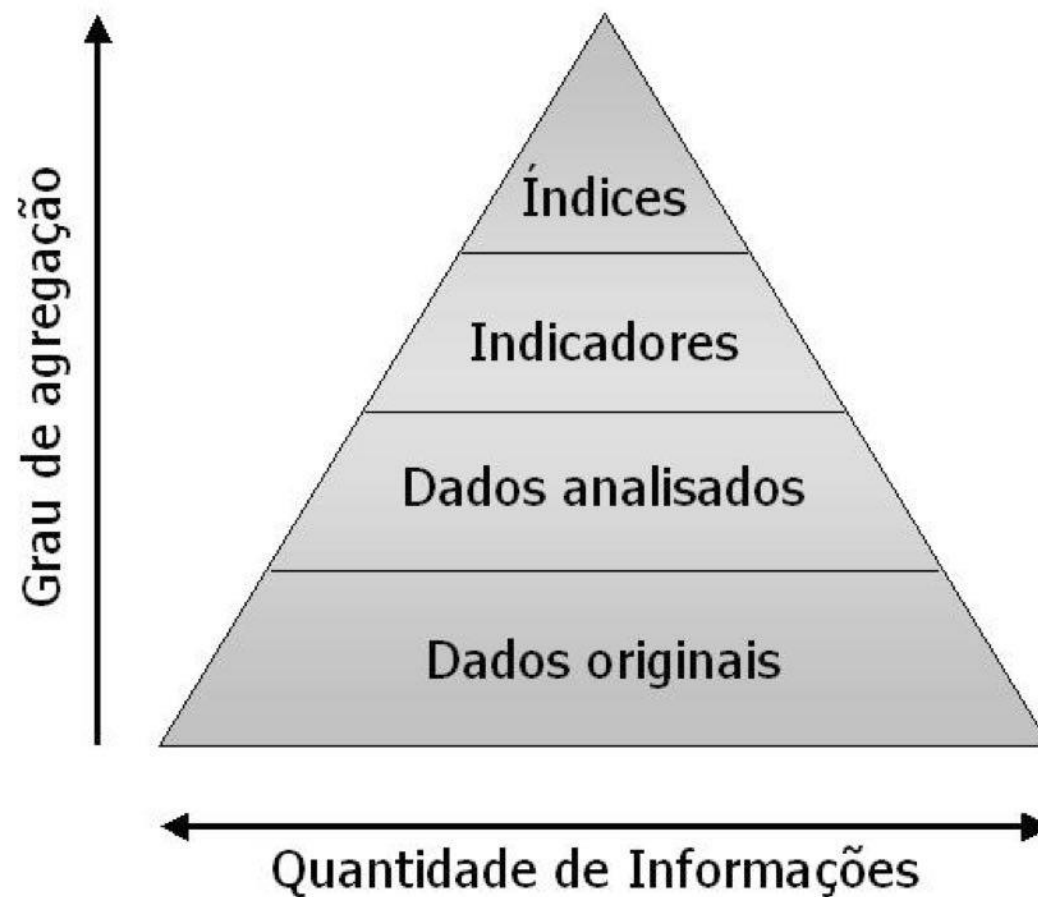 Grau de agregação
Índices
Indicadores
Dados analisados
Dados originais
Quantidade de Informações